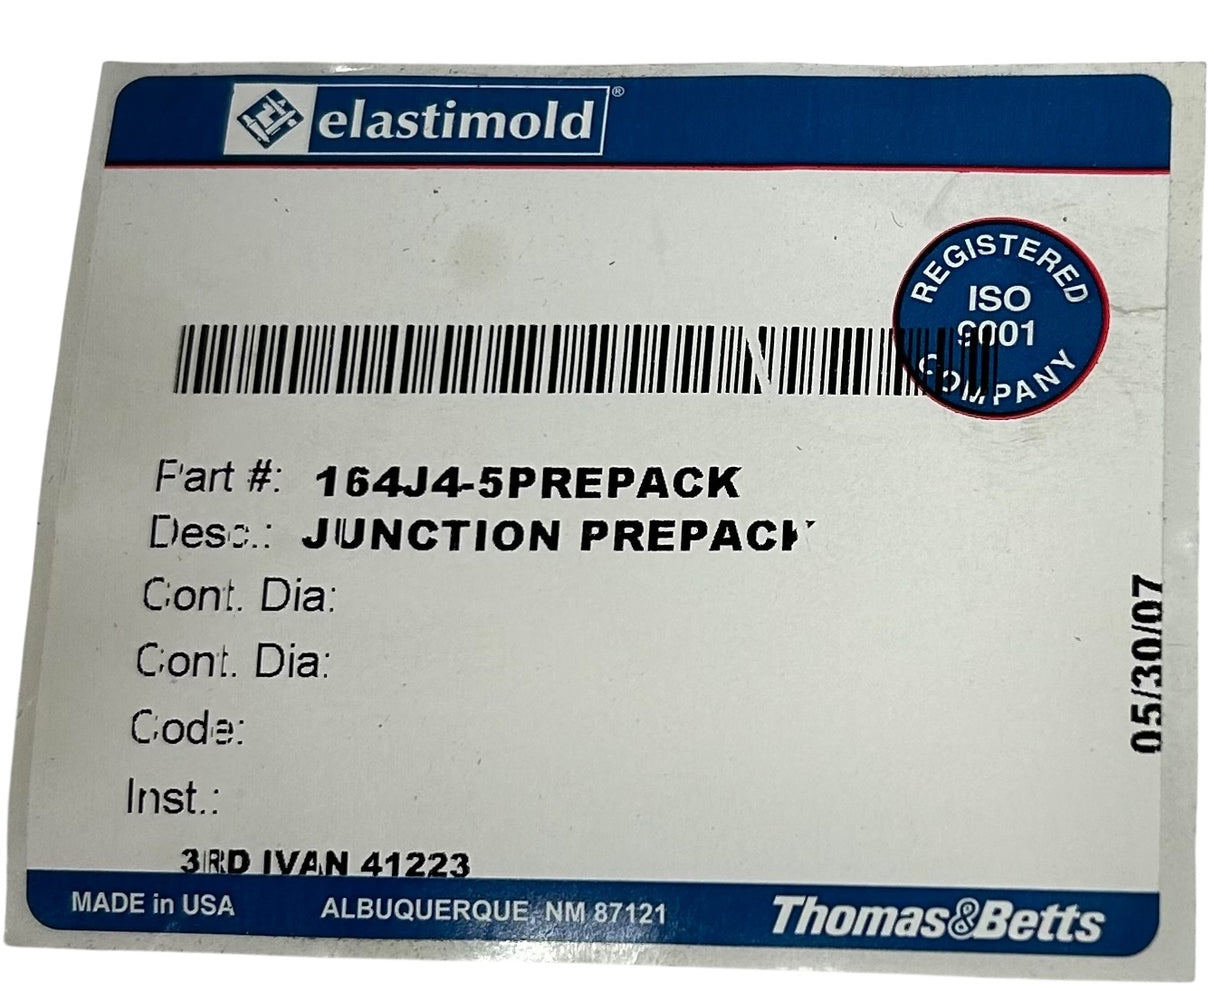 elastimold®
REGISTERED
ISO
9001
COMPANY
Part #: 164J4-5PREPACK
Desc.: JUNCTION PREPACK
Cont. Dia:
Cont. Dia:
Code:
Inst.:
05/30/07
3RD IVAN 41223
MADE in USA
ALBUQUERQUE, NM 87121
Thomas&Betts